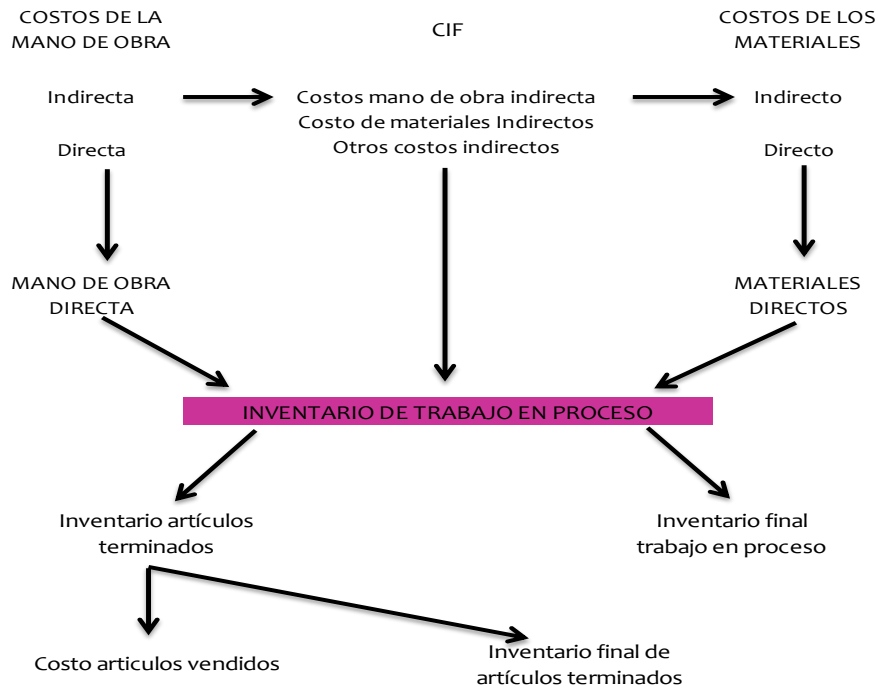 COSTOS DE LA
MANO DE OBRA
CIF
COSTOS DE LOS
MATERIALES
Indirecta
Costos mano de obra indirecta
Costo de materiales Indirectos
Otros costos indirectos
Indirecto
Directa
Directo
MANO DE OBRA
DIRECTA
MATERIALES
DIRECTOS
INVENTARIO DE TRABAJO EN PROCESO
Inventario artículos
terminados
Inventario final
trabajo en proceso
Costo articulos vendidos
Inventario final de
artículos terminados